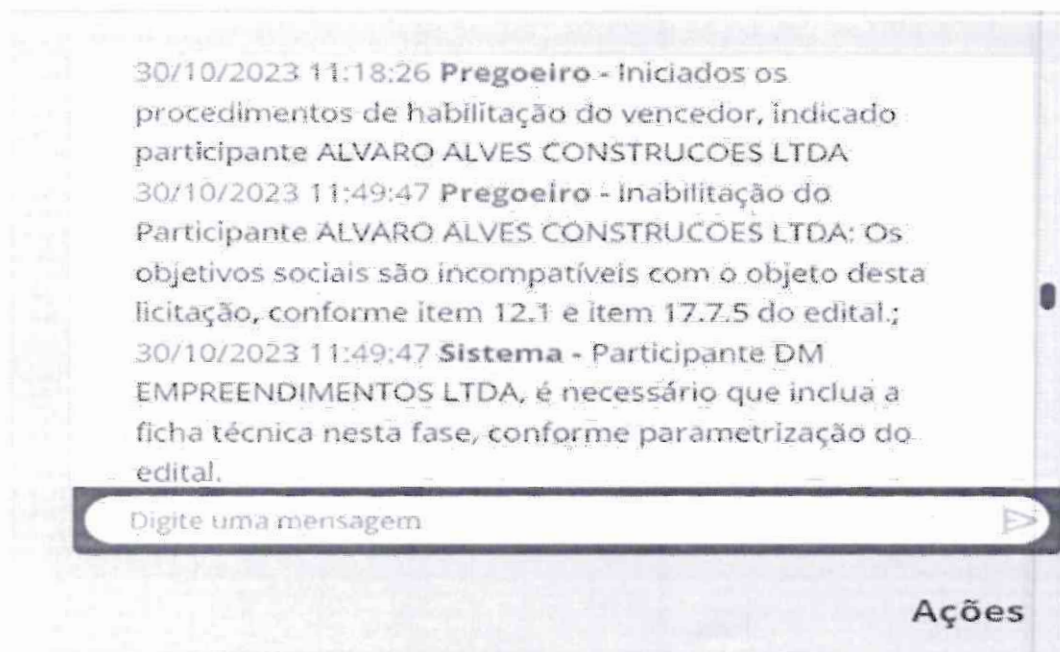 30/10/2023 11:18:26 Pregoeiro - Iniciados os
procedimentos de habilitação do vencedor, indicado
participante ALVARO ALVES CONSTRUCOES LTDA
30/10/2023 11:49:47 Pregoeiro - Inabilitação do
Participante ALVARO ALVES CONSTRUCOES LTDA: Os
objetivos sociais são incompatíveis com o objeto desta
licitação, conforme item 12.1 e item 17.7.5 do edital.;
30/10/2023 11:49:47 Sistema - Participante DM
EMPREENDIMENTOS LTDA, é necessário que inclua a
ficha técnica nesta fase, conforme parametrização do
edital.
Digite uma mensagem
Ações